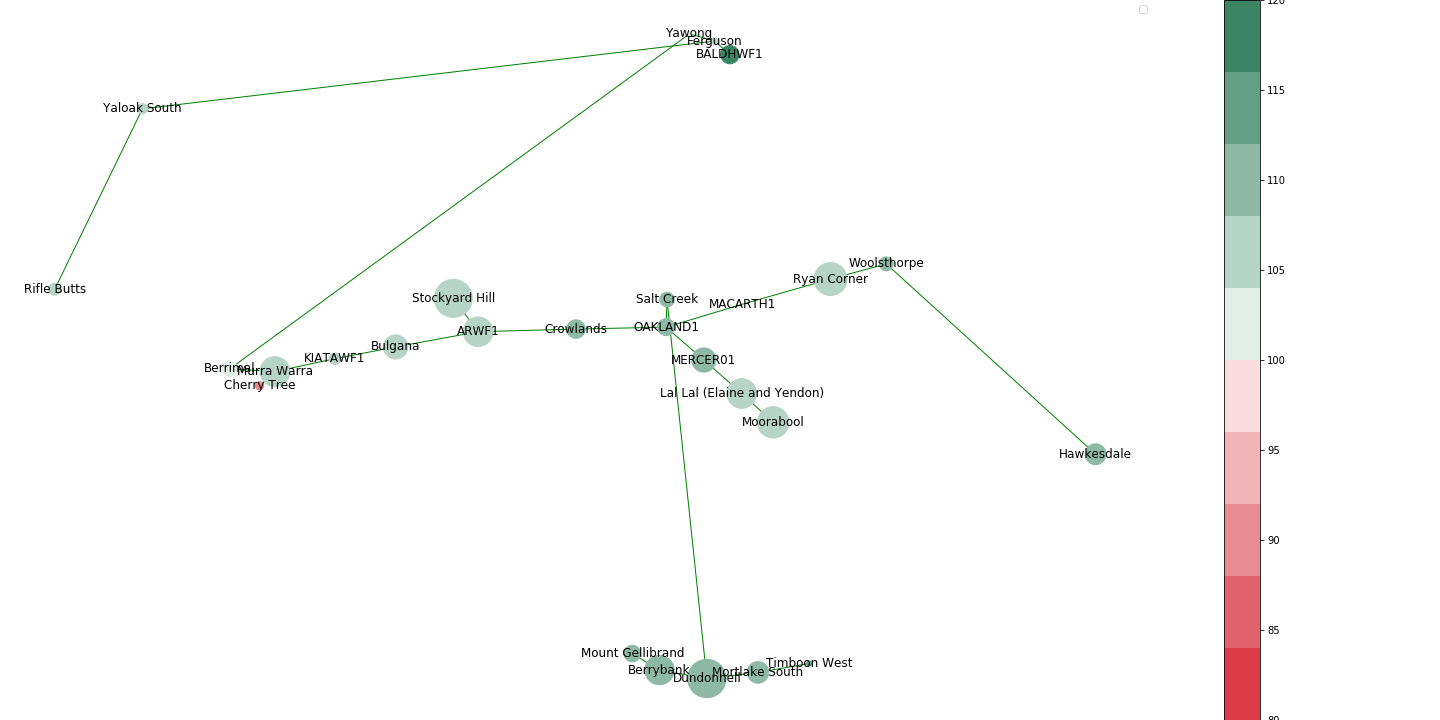 120
Yawong
Ferguson
BALDHWF1
115
Yaloak South
110
Woolsthorpe
105
Ryan Corner
Rifle Butts
Stockyard Hill
Salt Creek
MACARTH1
OAKLAND1
Crowlands
ARWF1
Bulgana
KIATAWF1
MERCER01
100
Berrimal
Murra Warra
Cherry Tree
Lal Lal (Elaine and Yendon)
Moorabool
95
Hawkesdale
90
85
Mount Gellibrand
Timboon West
Berrybank
Mortlake South
Dundonnell
80